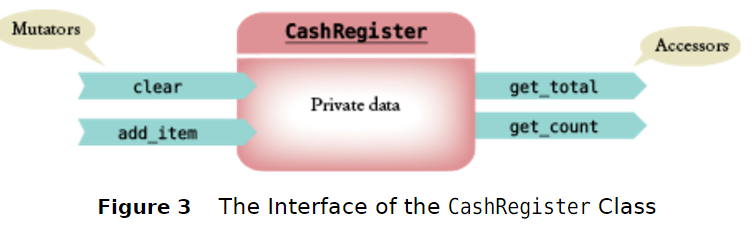 Mutators
CashRegister
Accessors
clear
get_total
Private data
add_item
get_count
Figure 3 The Interface of the CashRegister Class